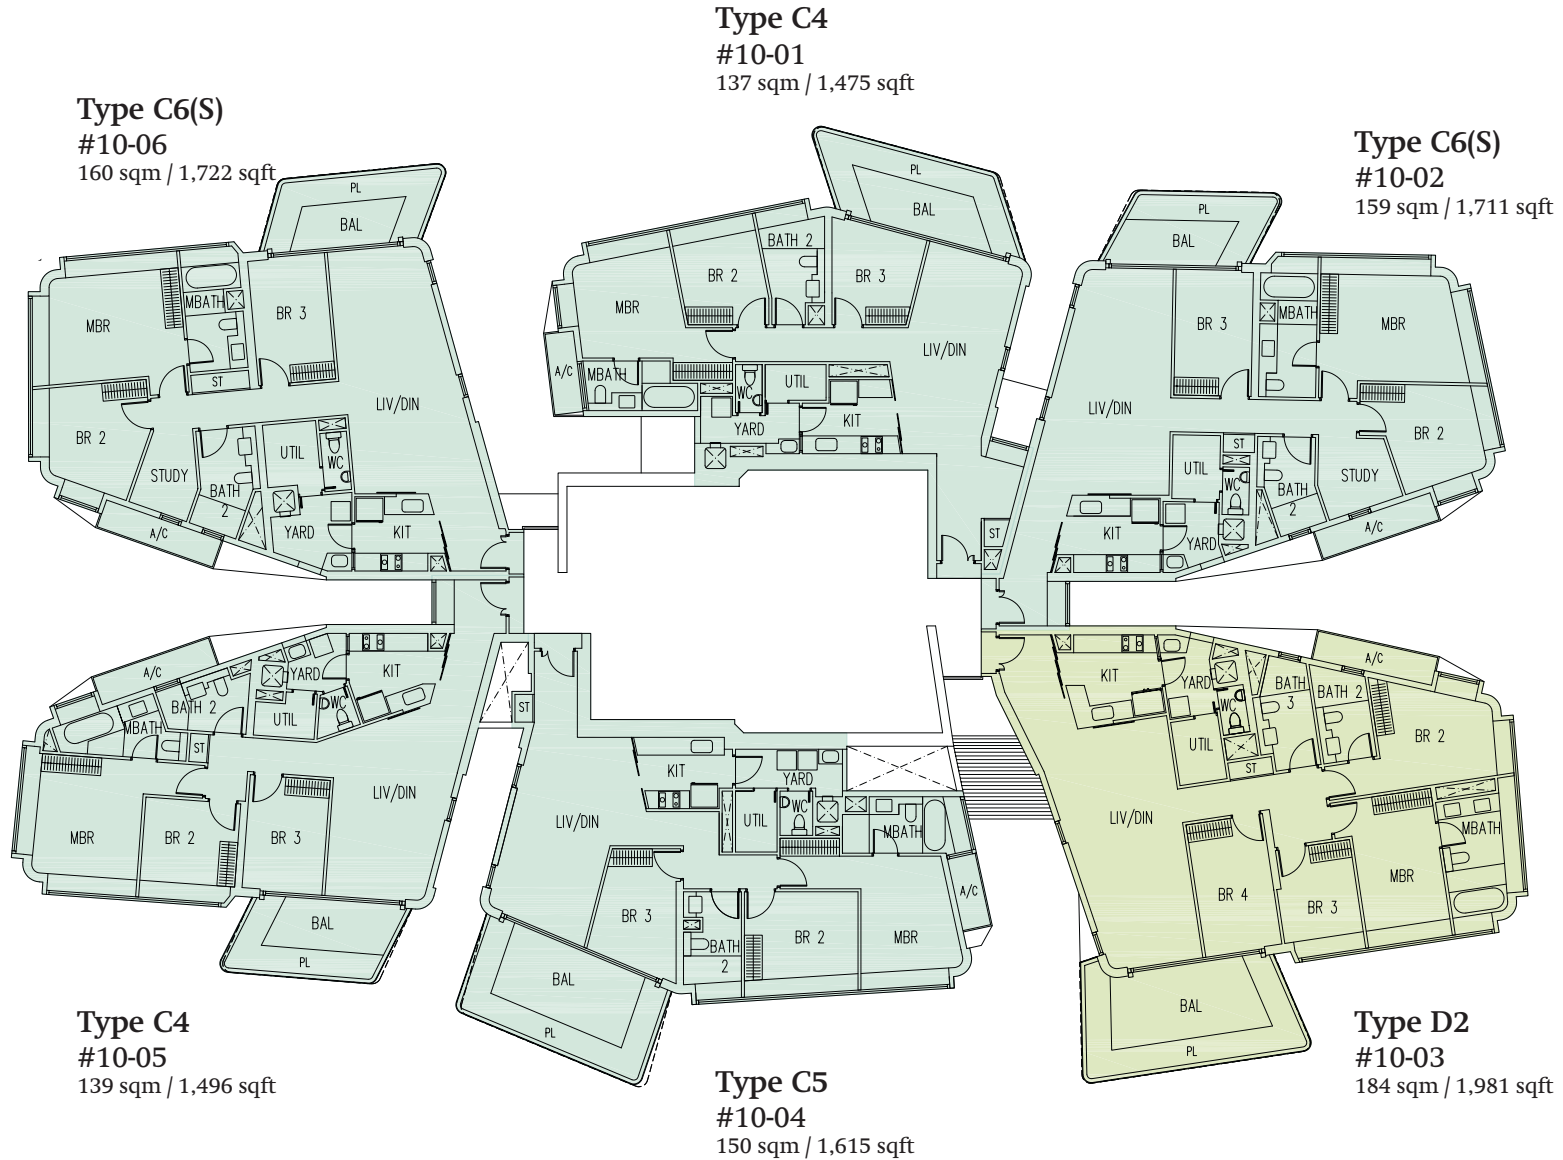 Type C4
#10-01
137 sqm / 1,475 sqft
Type C6(S)
#10-06
160 sqm / 1,722 sqft
Type C6(S)
#10-02
159 sqm / 1,711 sqft
PL
BAL
MBR
MBATH
BR 3
ST
BR 2
LIV/DIN
STUDY
BATH
2
UTIL
WC
YARD
KIT
A/C
PL
BAL
BATH 2
BR 2
BR 3
MBR
LIV/DIN
A/C
MBATH
WC
UTIL
YARD
KIT
ST
PL
BAL
BR 3
MBATH
MBR
LIV/DIN
BR 2
ST
UTIL
WC
BATH
2
STUDY
KIT
YARD
A/C
A/C
YARD
KIT
BATH 2
WC
UTIL
MBATH
ST
LIV/DIN
MBR
BR 2
BR 3
BAL
PL
ST
KIT
YARD
LIV/DIN
UTIL
WC
MBATH
A/C
BR 3
BATH
2
BR 2
MBR
BAL
PL
A/C
KIT
YARD
BATH
3
BATH 2
WC
UTIL
ST
BR 2
LIV/DIN
MBATH
MBR
BR 4
BR 3
BAL
PL
Type C4
#10-05
139 sqm / 1,496 sqft
Type C5
#10-04
150 sqm / 1,615 sqft
Type D2
#10-03
184 sqm / 1,981 sqft